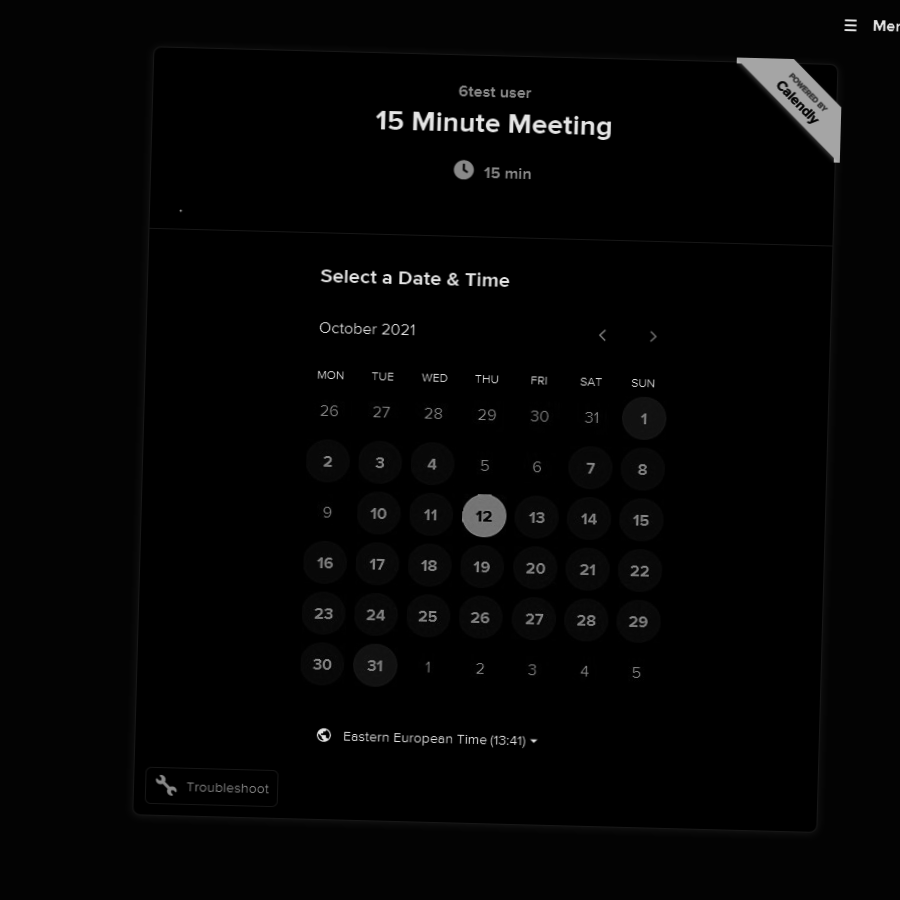 Men
6test user
POWERED BY
Calendly
15 Minute Meeting
15 min
Select a Date & Time
October 2021
MON TUE WED THU FRI SAT SUN
26 27 28 29 30 31 1
2 3 4 5 6 7 8
9 10 11 12 13 14 15
16 17 18 19 20 21 22
23 24 25 26 27 28 29
30 31 1 2 3 4 5
Eastern European Time (13:41)
Troubleshoot